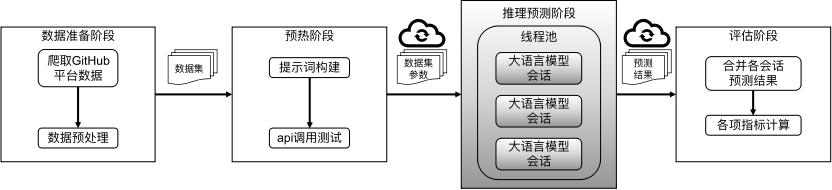 数据准备阶段
爬取GitHub
平台数据
数据预处理
数据集
预热阶段
提示词构建
api调用测试
数据集
参数
推理预测阶段
线程池
大语言模型
会话
大语言模型
会话
大语言模型
会话
预测
结果
评估阶段
合并各会话
预测结果
各项指标计算